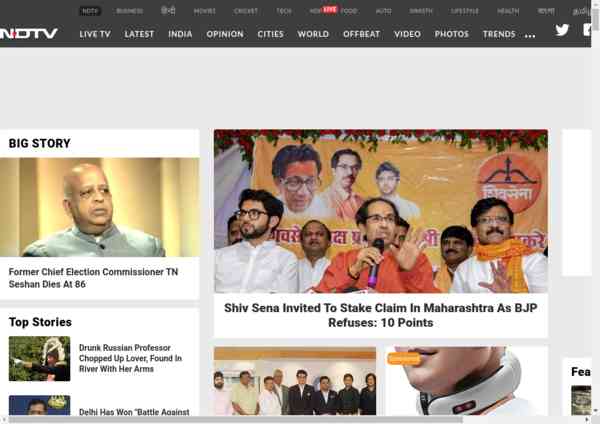 NDTV BUSINESS हिन्दी MOVIES CRICKET TECH LIVE FOOD AUTO SWASTH LIFESTYLE HEALTH বাংলা
NDTV LIVE TV LATEST INDIA OPINION CITIES WORLD OFFBEAT VIDEO PHOTOS TRENDS ...
BIG STORY
Former Chief Election Commissioner TN
Seshan Dies At 86
शिवसेना
Shiv Sena Invited To Stake Claim In Maharashtra As BJP
Refuses: 10 Points
Top Stories
Drunk Russian Professor
Chopped Up Lover, Found In
River With Her Arms
Delhi Has Won "Battle Against
Sponsored
Fea